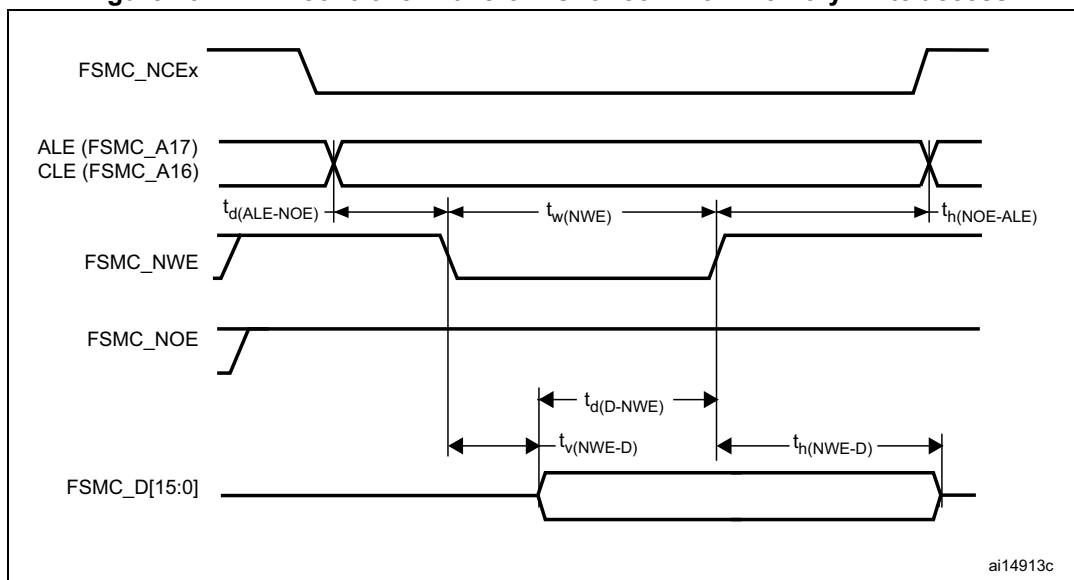 FSMC_NCEx
ALE (FSMC_A17)
CLE (FSMC_A16)
td(ALE-NOE)
tw(NWE)
th(NOE-ALE)
FSMC_NWE
FSMC_NOE
td(D-NWE)
tv(NWE-D)
th(NWE-D)
FSMC_D[15:0]
ai14913c